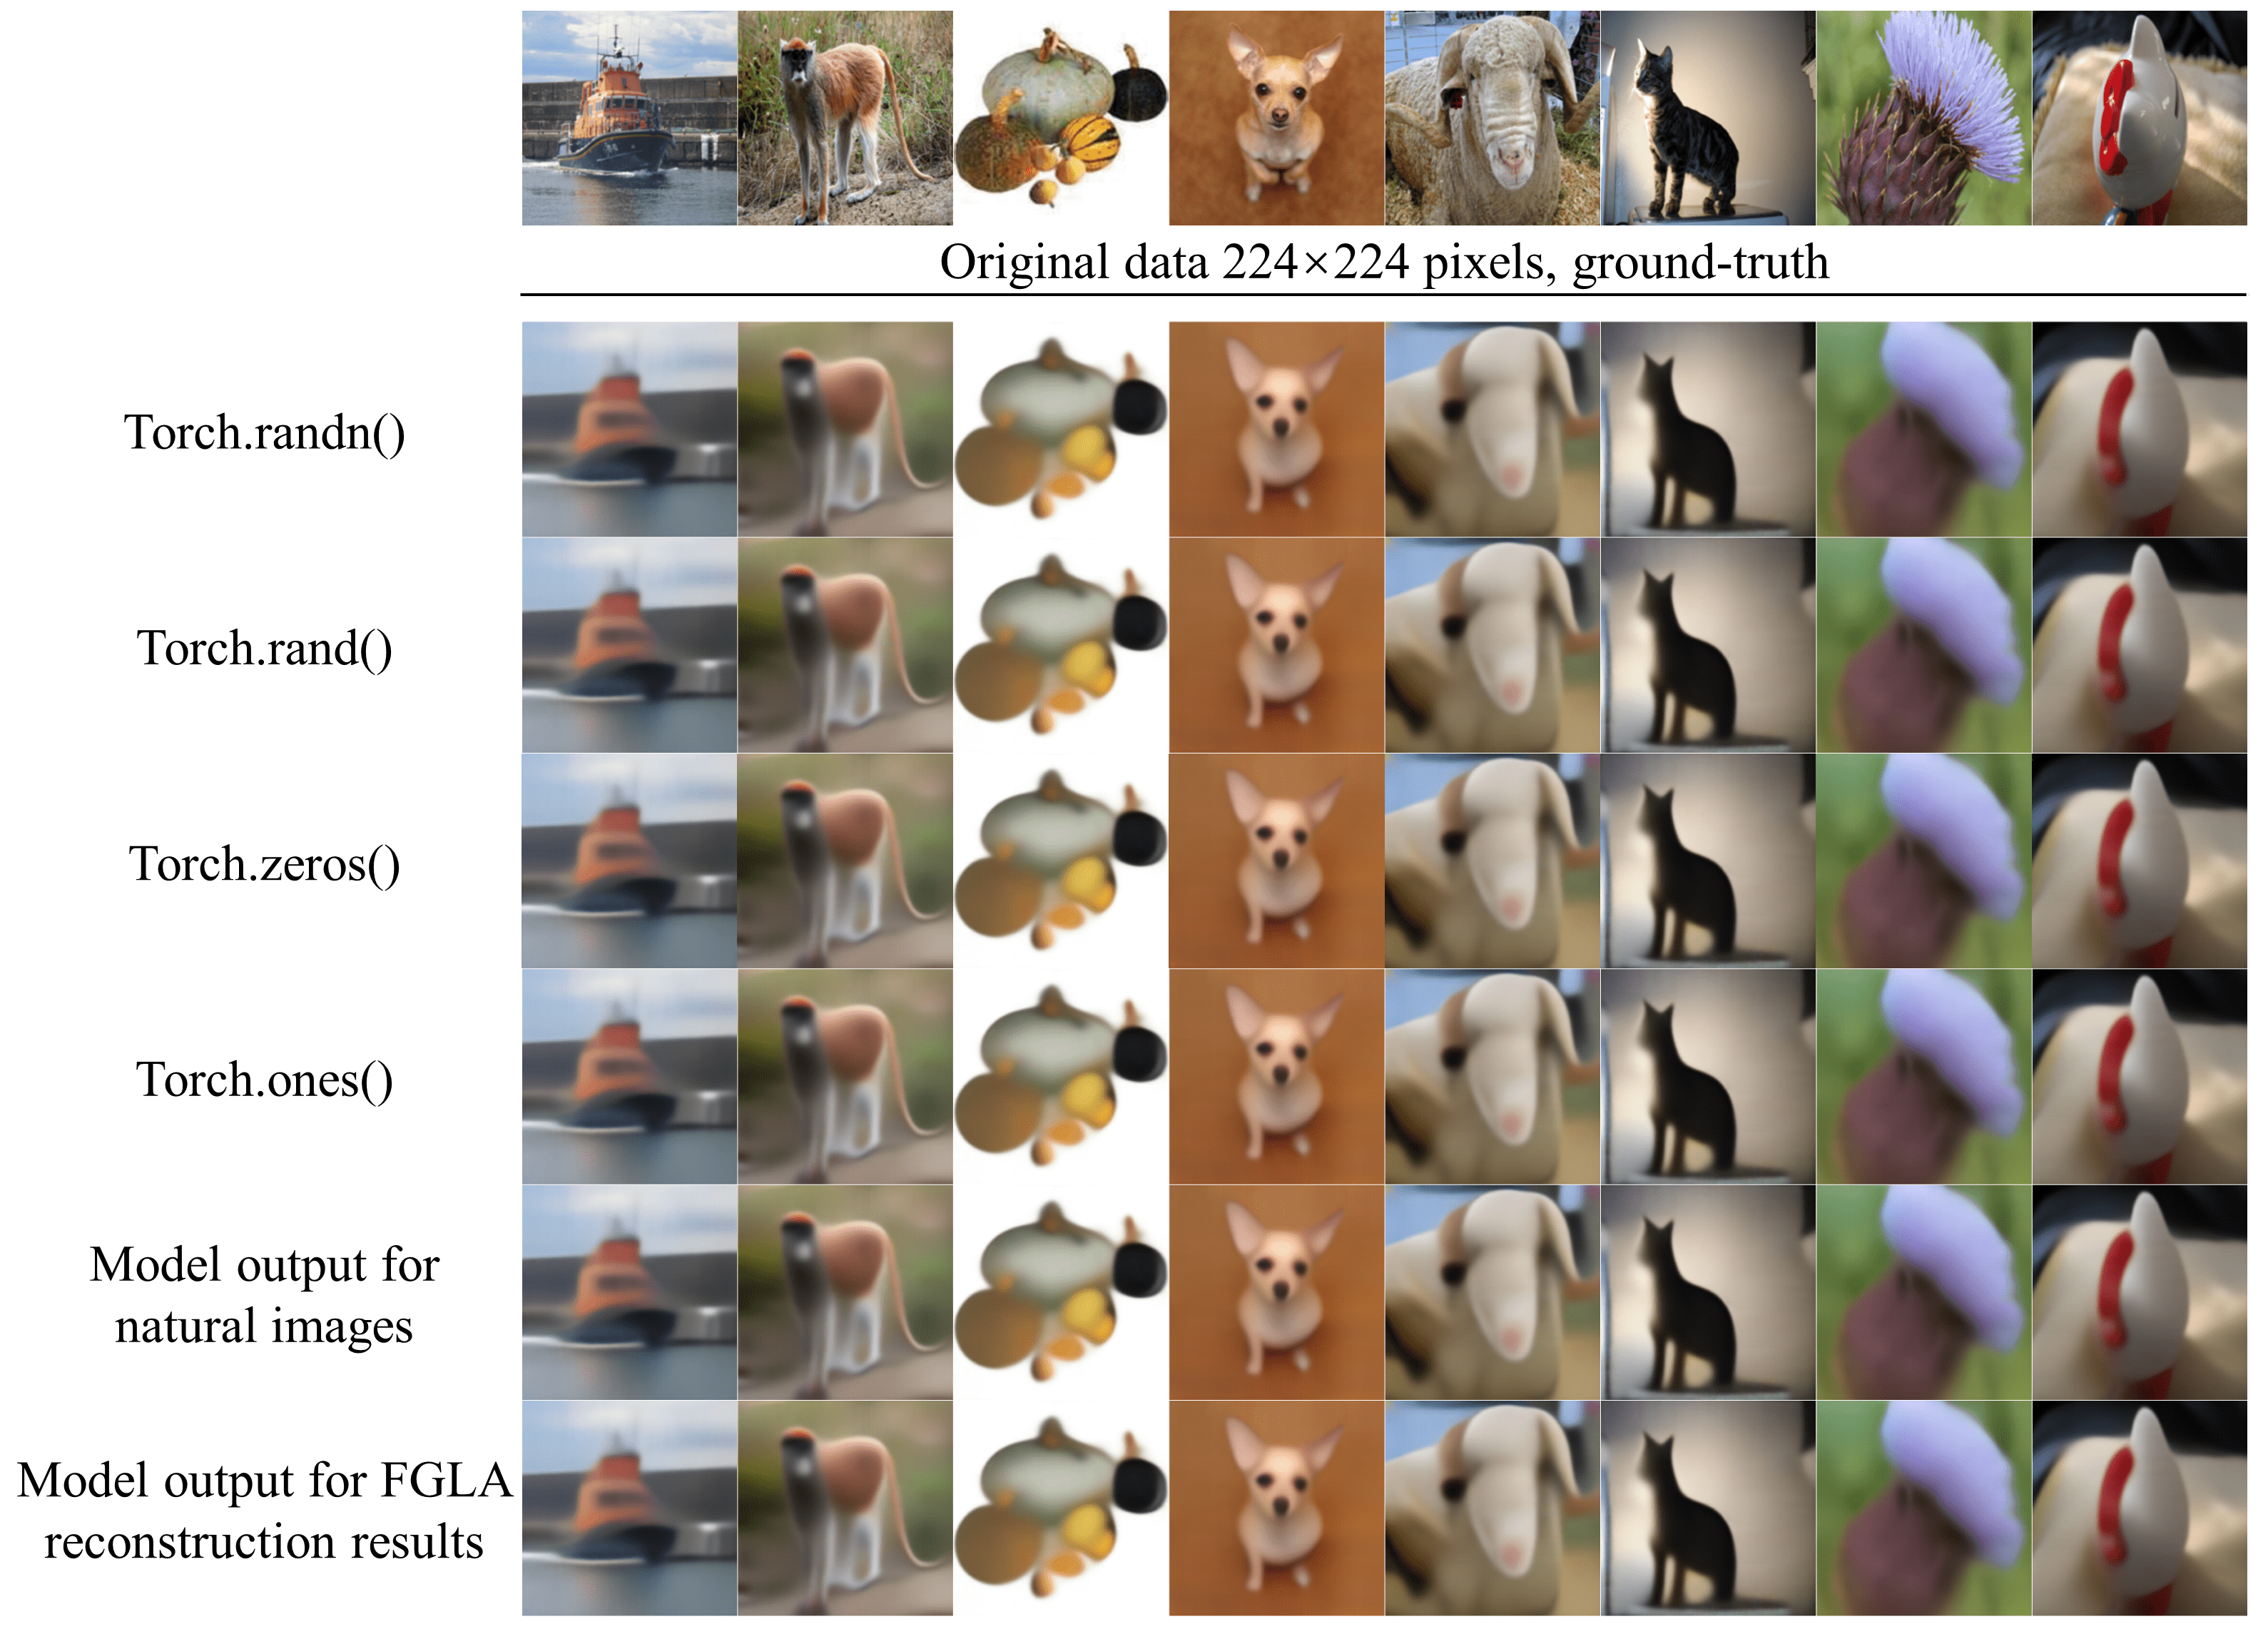 Original data 224×224 pixels, ground-truth
Torch.randn()
Torch.rand()
Torch.zeros()
Torch.ones()
Model output for
natural images
Model output for FGLA
reconstruction results